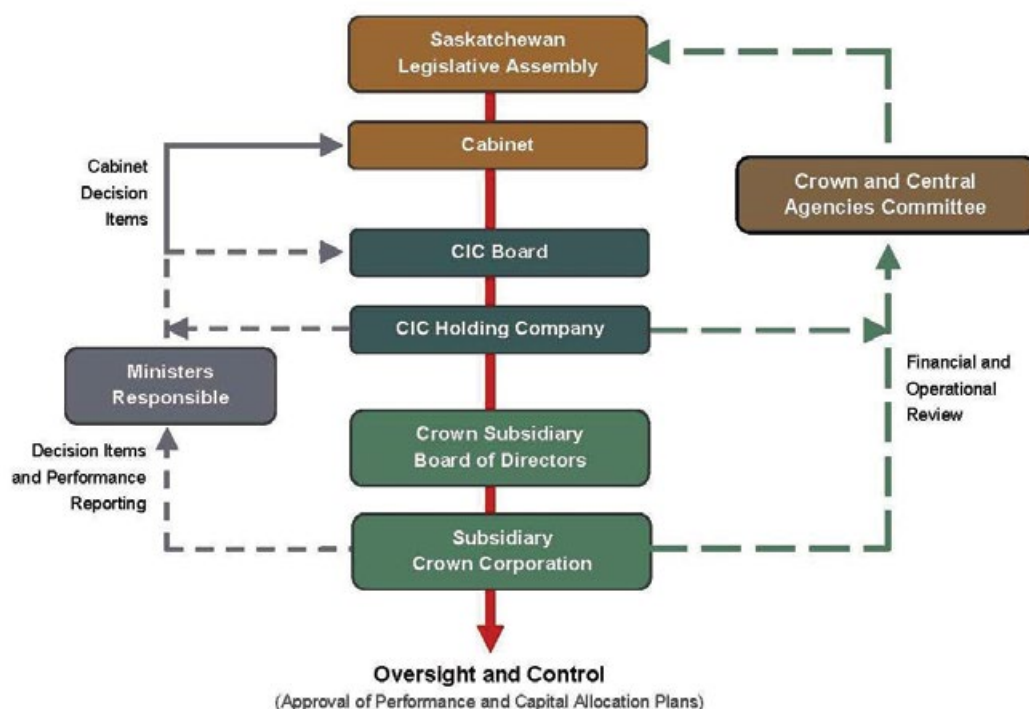 Saskatchewan
Legislative Assembly
Cabinet
Cabinet
Decision
Items
Crown and Central
Agencies Committee
CIC Board
CIC Holding Company
Ministers
Responsible
Financial and
Operational
Review
Crown Subsidiary
Board of Directors
Decision Items
and Performance
Reporting
Subsidiary
Crown Corporation
Oversight and Control
(Approval of Performance and Capital Allocation Plans)